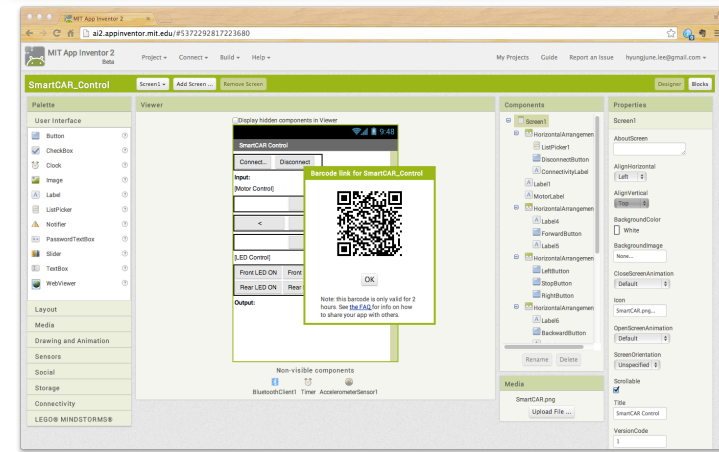 MIT App Inventor 2
ai2.appinventor.mit.edu/#5372292817223680
MIT App Inventor 2
Beta
Project
Connect
Build
Help
My Projects
Guide
Report an Issue
hyungjune.lee@gmail.com
SmartCAR_Control
Screen1
Add Screen ...
Remove Screen
Designer
Blocks
Palette
User Interface
Button
CheckBox
Clock
Image
Label
ListPicker
Notifier
PasswordTextBox
Slider
TextBox
WebViewer
Layout
Media
Drawing and Animation
Sensors
Social
Storage
Connectivity
LEGO® MINDSTORMS®
Viewer
Display hidden components in Viewer
9:48
SmartCAR Control
Connect...
Disconnect
Input:
[Motor Control]
<
[LED Control]
Front LED ON
Front
Rear LED ON
Rear
Output:
Barcode link for SmartCAR_Control
OK
Note: this barcode is only valid for 2
hours. See the FAQ for info on how
to share your app with others.
Non-visible components
BluetoothClient1
Timer
AccelerometerSensor1
Components
Screen1
HorizontalArrangemen
ListPicker1
DisconnectButton
ConnectivityLabel
Label1
MotorLabel
HorizontalArrangemen
Label4
ForwardButton
Label5
HorizontalArrangemen
LeftButton
StopButton
RightButton
HorizontalArrangemen
Label6
BackwardButton
Rename
Delete
Media
SmartCAR.png
Upload File ...
Properties
Screen1
AboutScreen
AlignHorizontal
Left
AlignVertical
Top
BackgroundColor
White
BackgroundImage
None...
CloseScreenAnimation
Default
Icon
SmartCAR.png...
OpenScreenAnimation
Default
ScreenOrientation
Unspecified
Scrollable
Title
SmartCAR Control
VersionCode
1